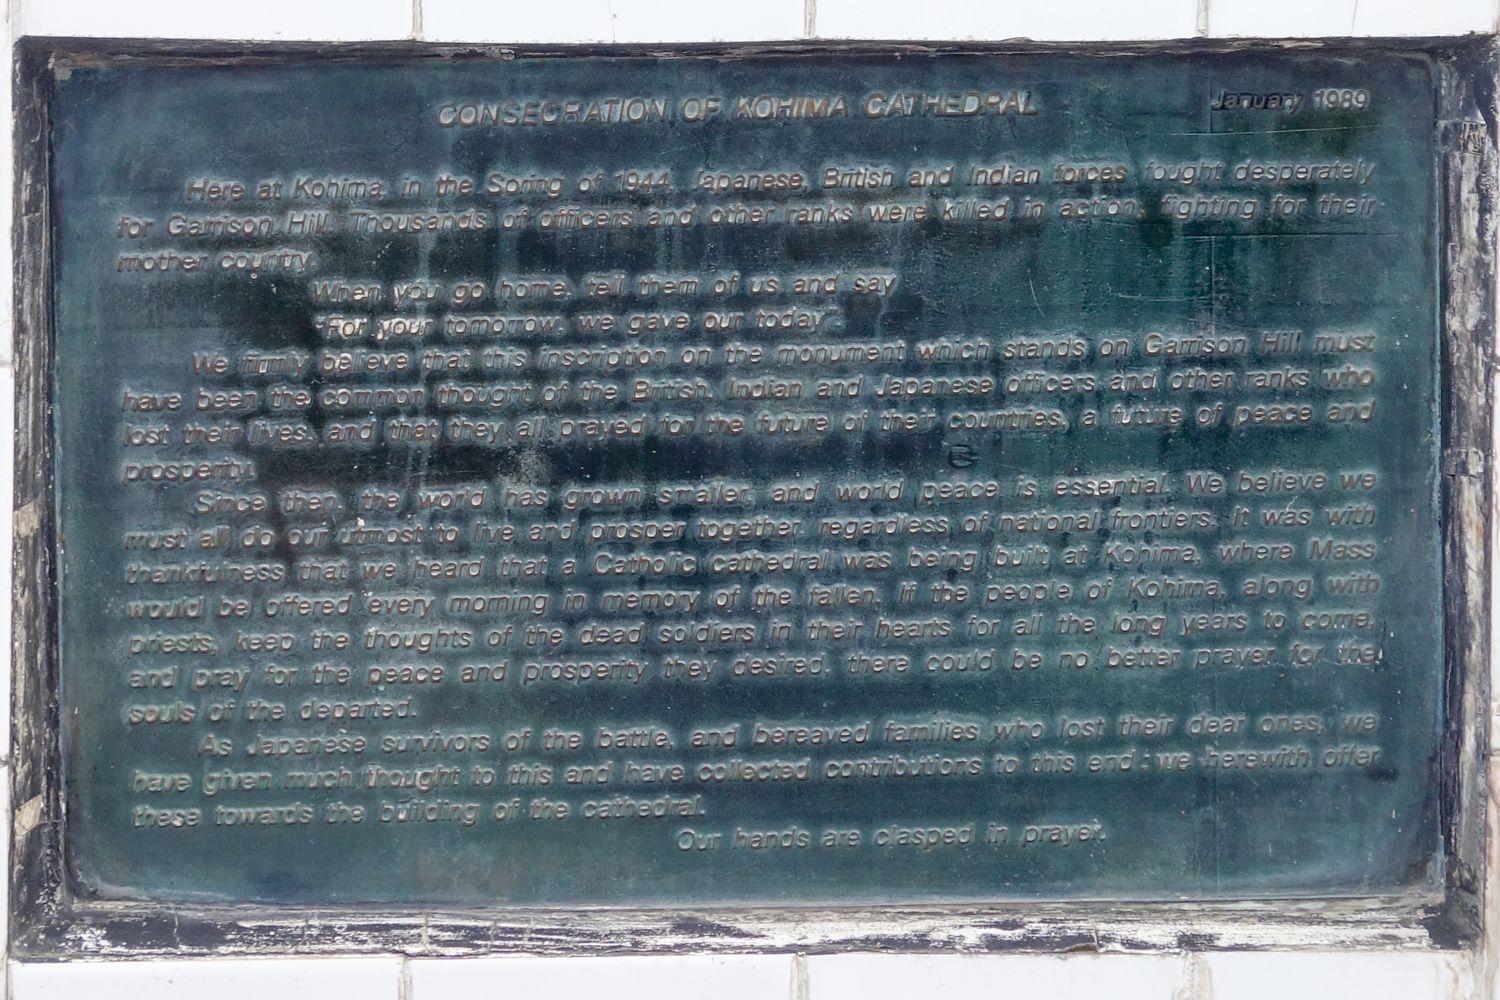 CONSECRATION OF KOHIMA CATHEDRAL January 1989
Here at Kohima, in the Spring of 1944, Japanese, British and Indian forces fought desperately
for Garrison Hill. Thousands of officers and other ranks were killed in action, fighting for their
mother country.
When you go home, tell them of us and say
"For your tomorrow, we gave our today".
We firmly believe that this inscription on the monument which stands on Garrison Hill must
have been the common thought of the British, Indian and Japanese officers and other ranks who
lost their lives, and that they all prayed for the future of their countries, a future of peace and
prosperity.
Since then, the world has grown smaller, and world peace is essential. We believe we
must all do our utmost to live and prosper together, regardless of national frontiers. It was with
thankfulness that we heard that a Catholic cathedral was being built at Kohima, where Mass
would be offered every morning in memory of the fallen. If the people of Kohima, along with
priests, keep the thoughts of the dead soldiers in their hearts for all the long years to come,
and pray for the peace and prosperity they desired, there could be no better prayer for the
souls of the departed.
As Japanese survivors of the battle, and bereaved families who lost their dear ones, we
have given much thought to this and have collected contributions to this end : we herewith offer
these towards the building of the cathedral.
Our hands are clasped in prayer.